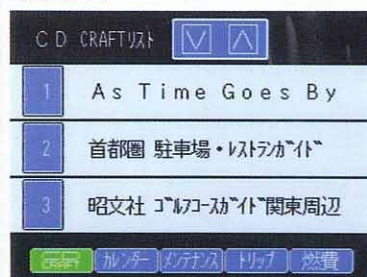 CD CRAFTリスト
1 As Time Goes By
2 首都圏 駐車場・レストランガイド
3 昭文社 ゴルフコースガイド関東周辺
CRAFT カレンダー メンテナンス トリップ 燃費